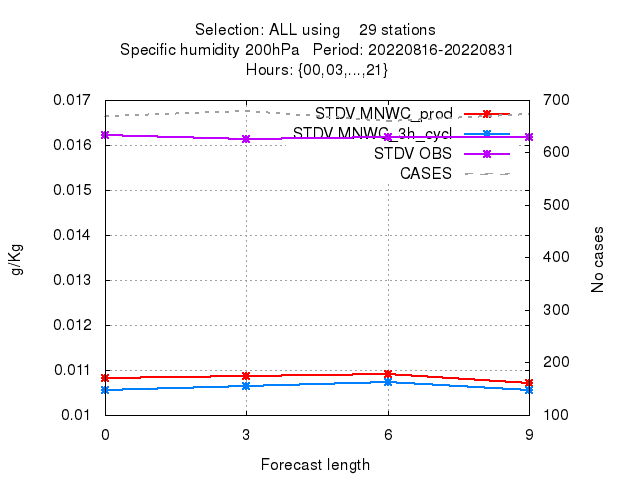 Selection: ALL using 29 stations
Specific humidity 200hPa Period: 20220816-20220831
Hours: {00,03,...,21}
0.017
0.016
0.015
0.014
0.013
0.012
0.011
0.01
700
600
500
400
300
200
100
STDV MNWC_prod
STDV MNWC_3h_cycl
STDV OBS
CASES
g/Kg
No cases
0 3 6 9
Forecast length